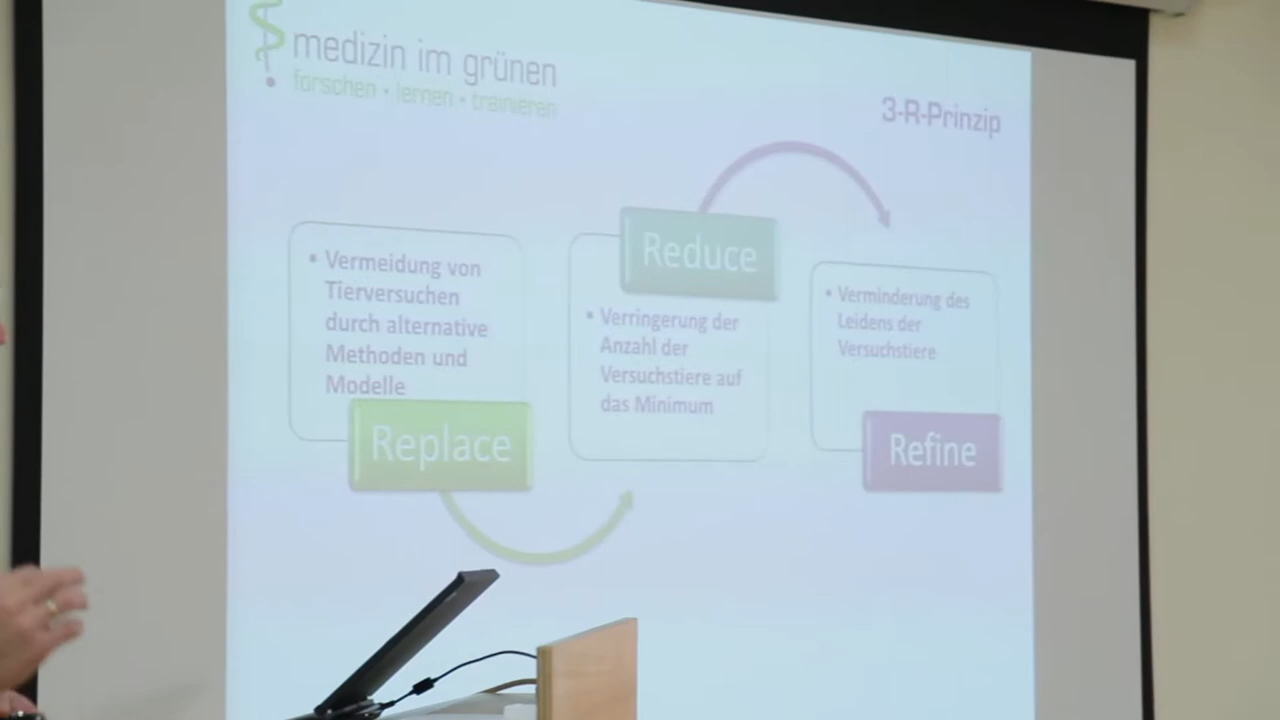 medizin im grünen
forschen • lernen • trainieren
3-R-Prinzip
• Vermeidung von
Tierversuchen
durch alternative
Methoden und
Modelle
Replace
Reduce
• Verringerung der
Anzahl der
Versuchstiere auf
das Minimum
• Verminderung des
Leidens der
Versuchstiere
Refine